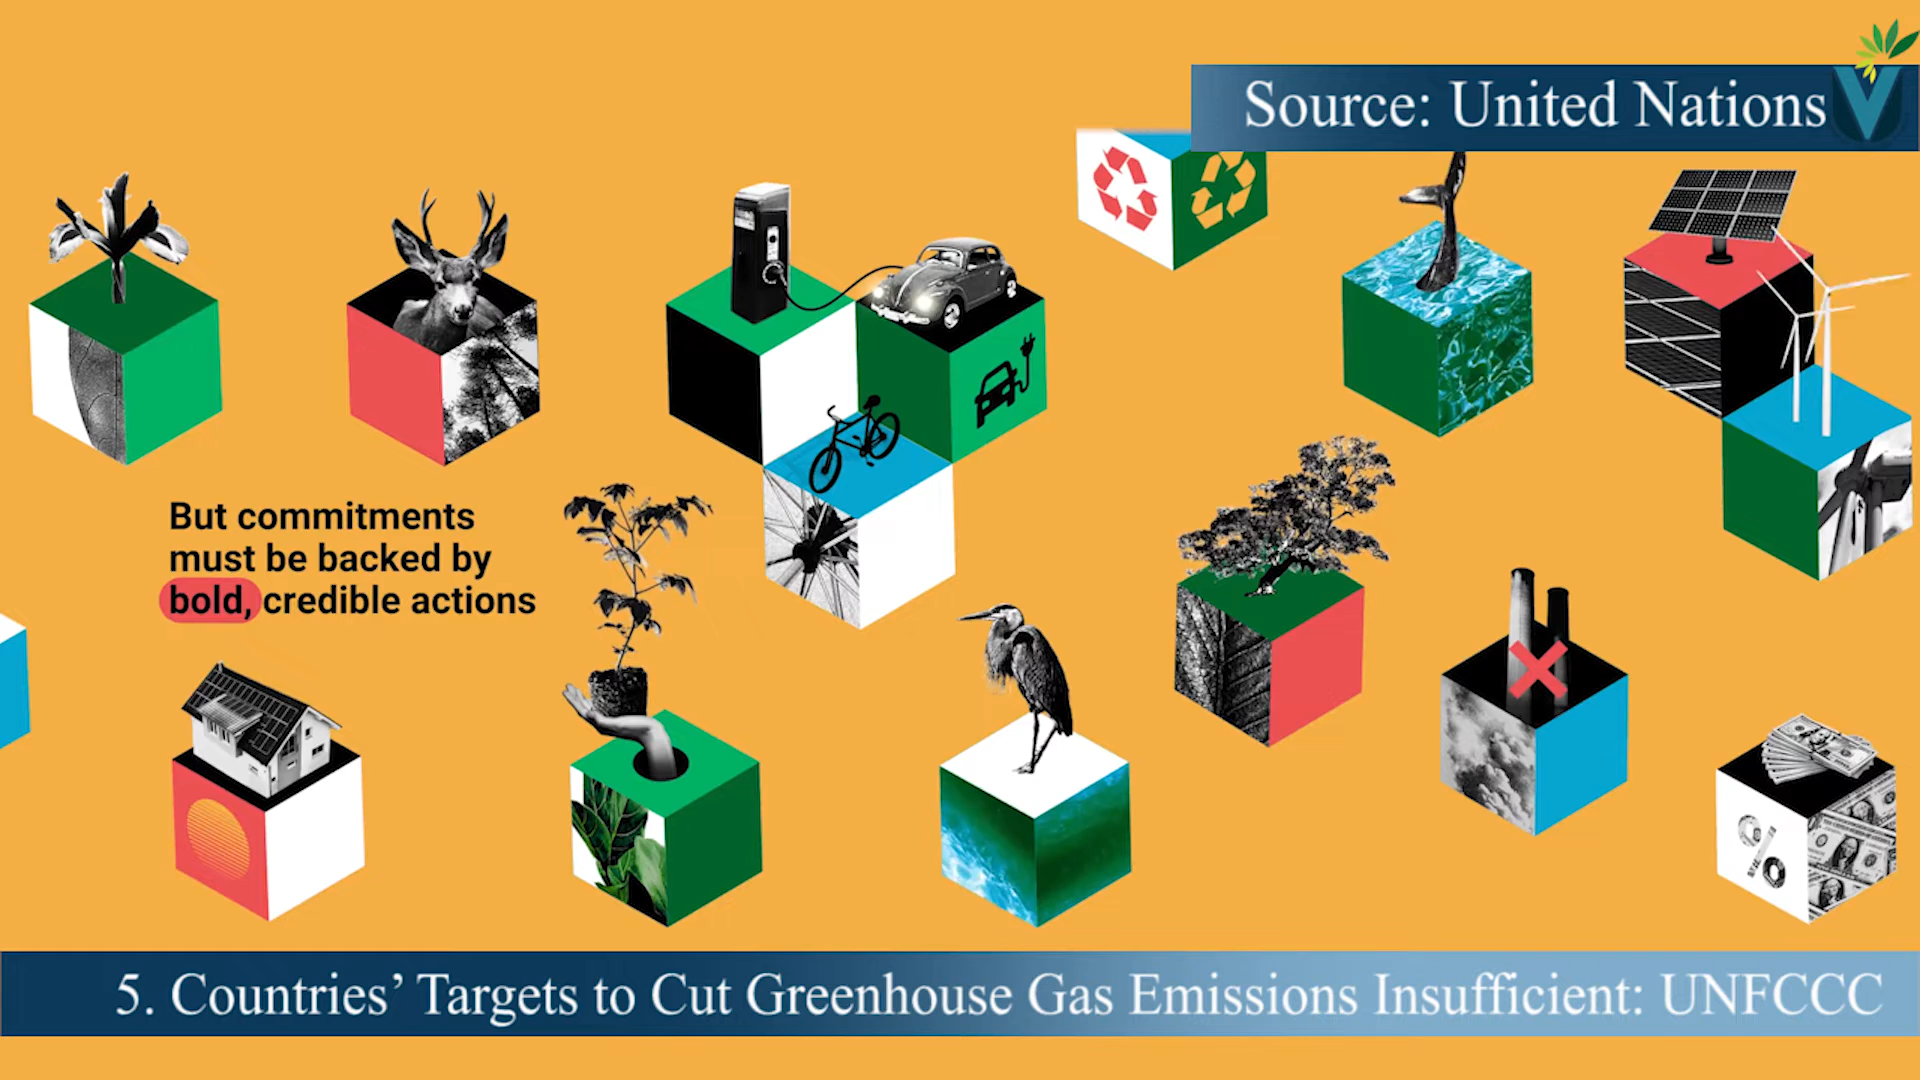 Source: United Nations
But commitments
must be backed by
bold, credible actions
%
5. Countries’ Targets to Cut Greenhouse Gas Emissions Insufficient: UNFCCC